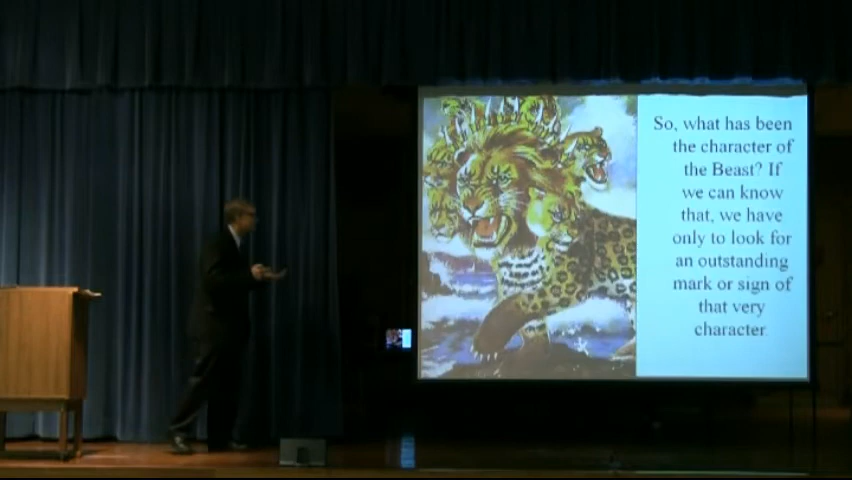 So, what has been
the character of
the Beast? If
we can know
that, we have
only to look for
an outstanding
mark or sign of
that very
character.